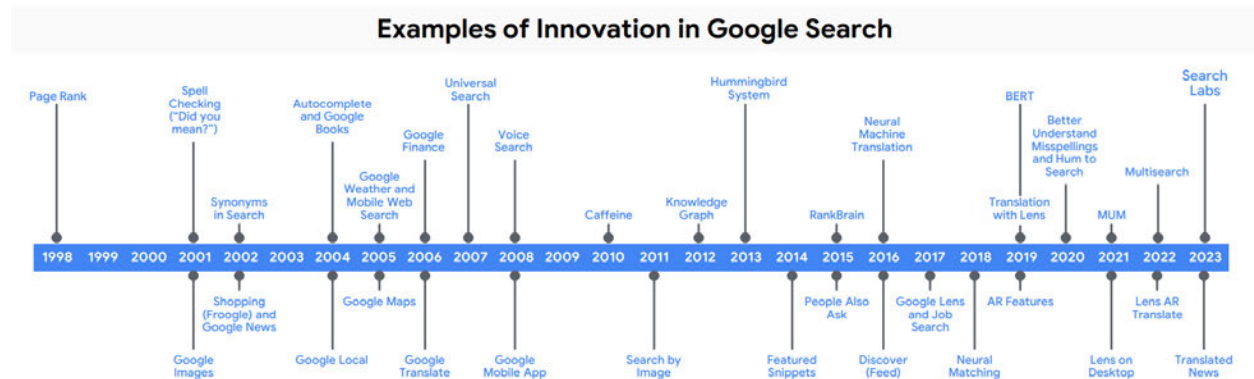 Examples of Innovation in Google Search
Page Rank
Spell
Checking
("Did you
mean?")
Synonyms
in Search
Autocomplete
and Google
Books
Google
Weather and
Mobile Web
Search
Google
Finance
Universal
Search
Voice
Search
Caffeine
Knowledge
Graph
Hummingbird
System
RankBrain
Neural
Machine
Translation
BERT
Translation
with Lens
Better
Understand
Misspellings
and Hum to
Search
MUM
Multisearch
Search
Labs
1998 1999 2000 2001 2002 2003 2004 2005 2006 2007 2008 2009 2010 2011 2012 2013 2014 2015 2016 2017 2018 2019 2020 2021 2022 2023
Google
Images
Shopping
(Froogle) and
Google News
Google Local
Google Maps
Google
Translate
Google
Mobile App
Search by
Image
Featured
Snippets
People Also
Ask
Discover
(Feed)
Google Lens
and Job
Search
Neural
Matching
AR Features
Lens on
Desktop
Lens AR
Translate
Translated
News